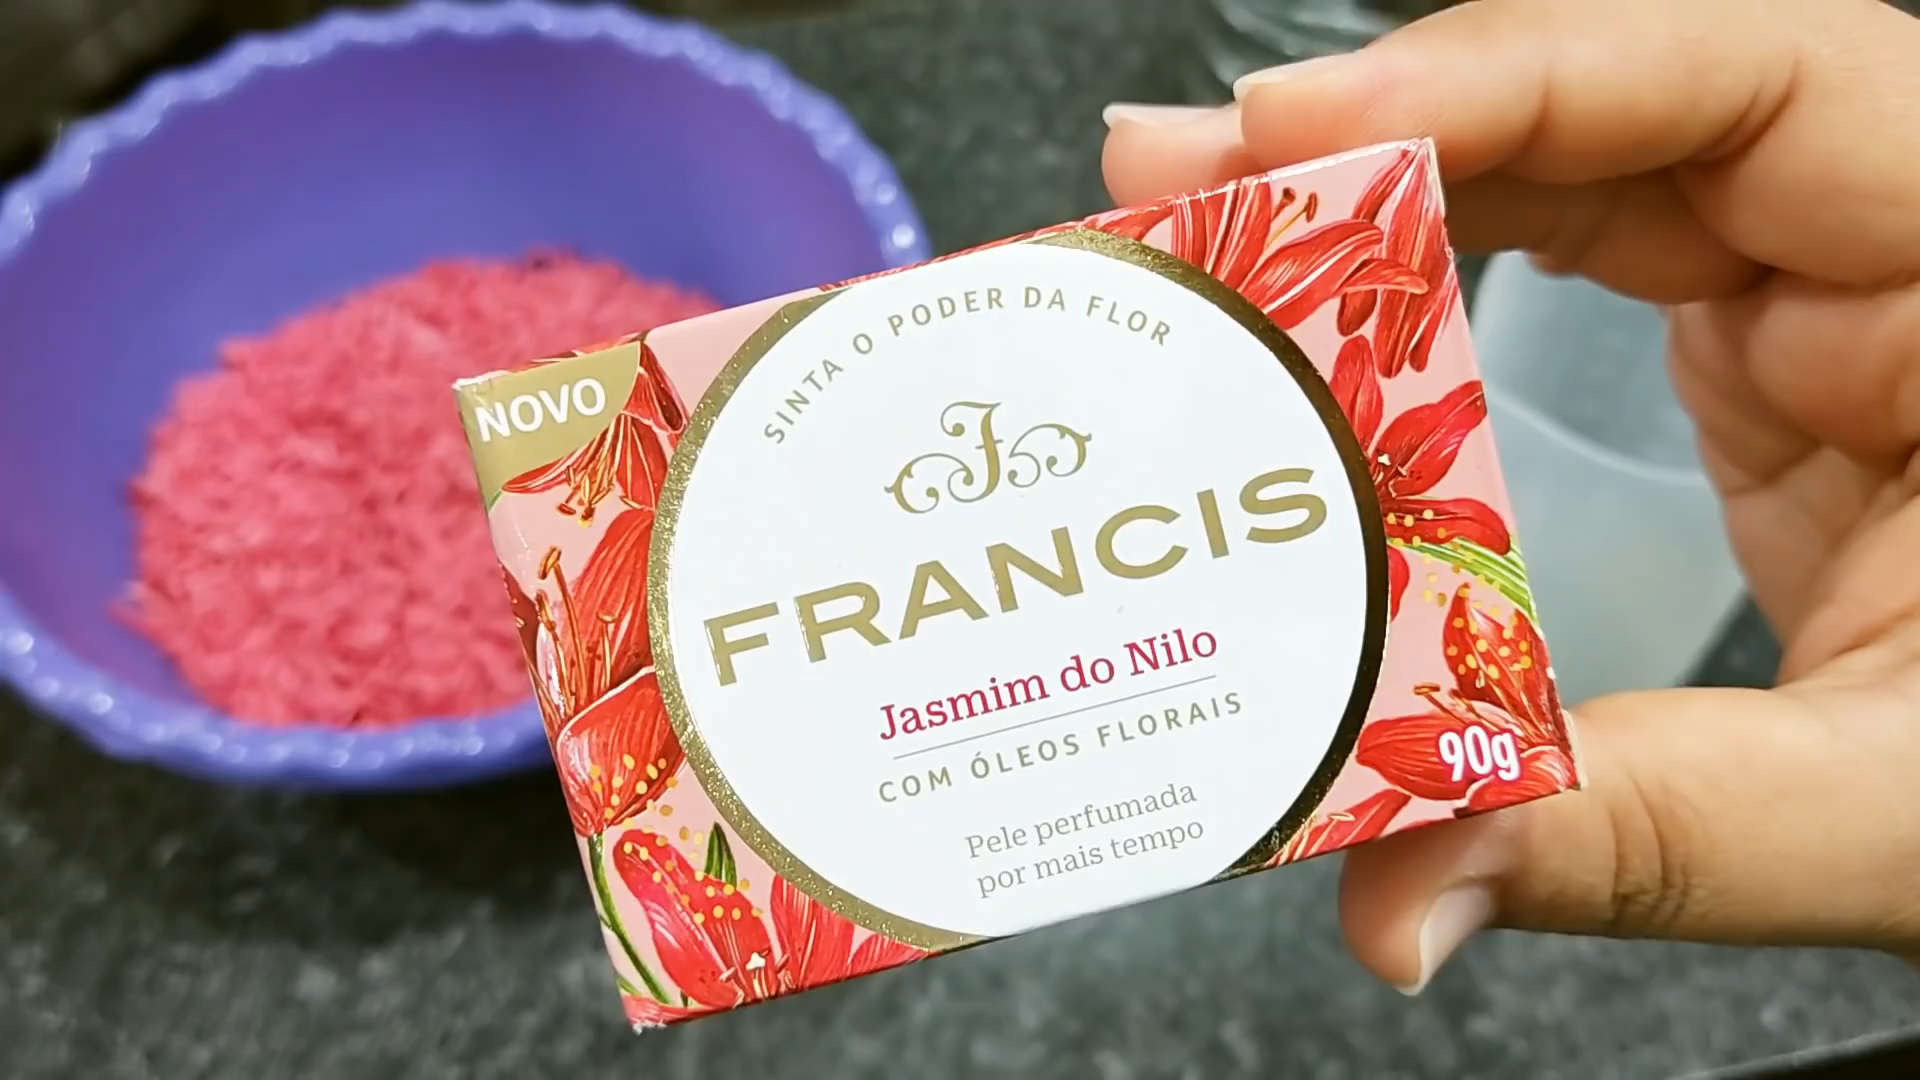 NOVO
SINTA O PODER DA FLOR
FRANCIS
Jasmim do Nilo
COM ÓLEOS FLORAIS
Pele perfumada
por mais tempo
90g